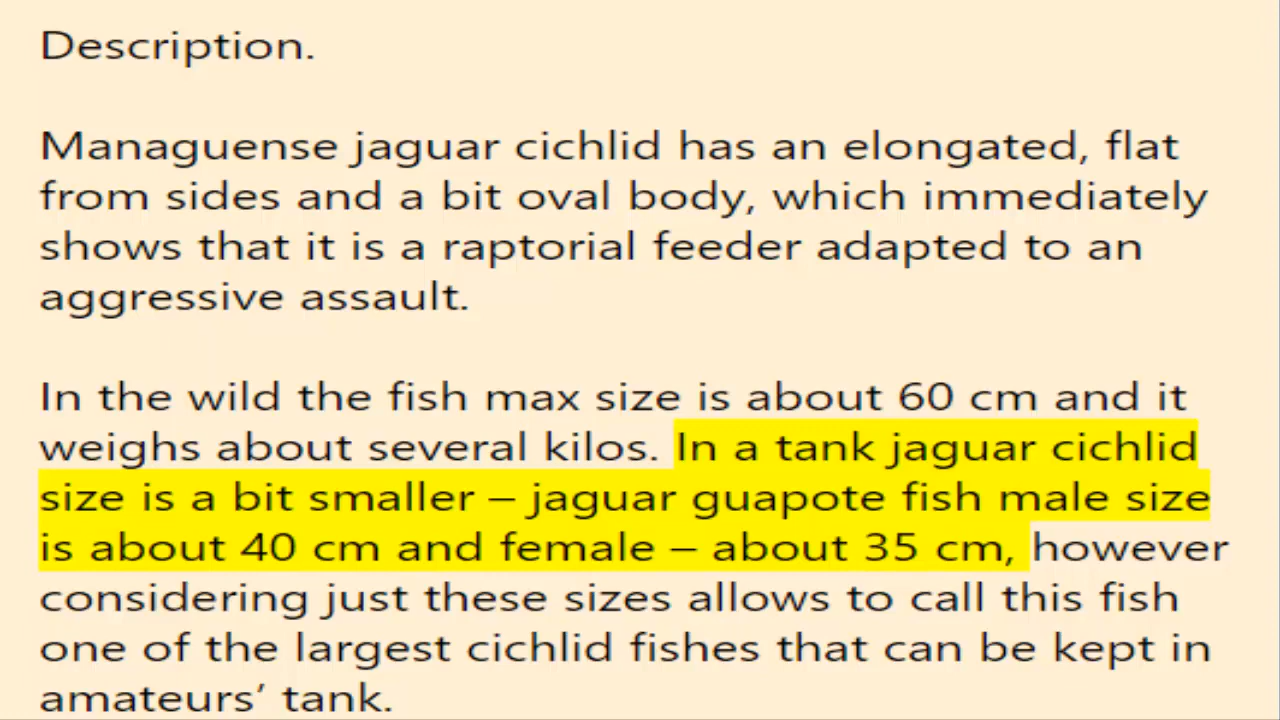 Description.
Managuense jaguar cichlid has an elongated, flat
from sides and a bit oval body, which immediately
shows that it is a raptorial feeder adapted to an
aggressive assault.
In the wild the fish max size is about 60 cm and it
weighs about several kilos. In a tank jaguar cichlid
size is a bit smaller – jaguar guapote fish male size
is about 40 cm and female – about 35 cm, however
considering just these sizes allows to call this fish
one of the largest cichlid fishes that can be kept in
amateurs’ tank.